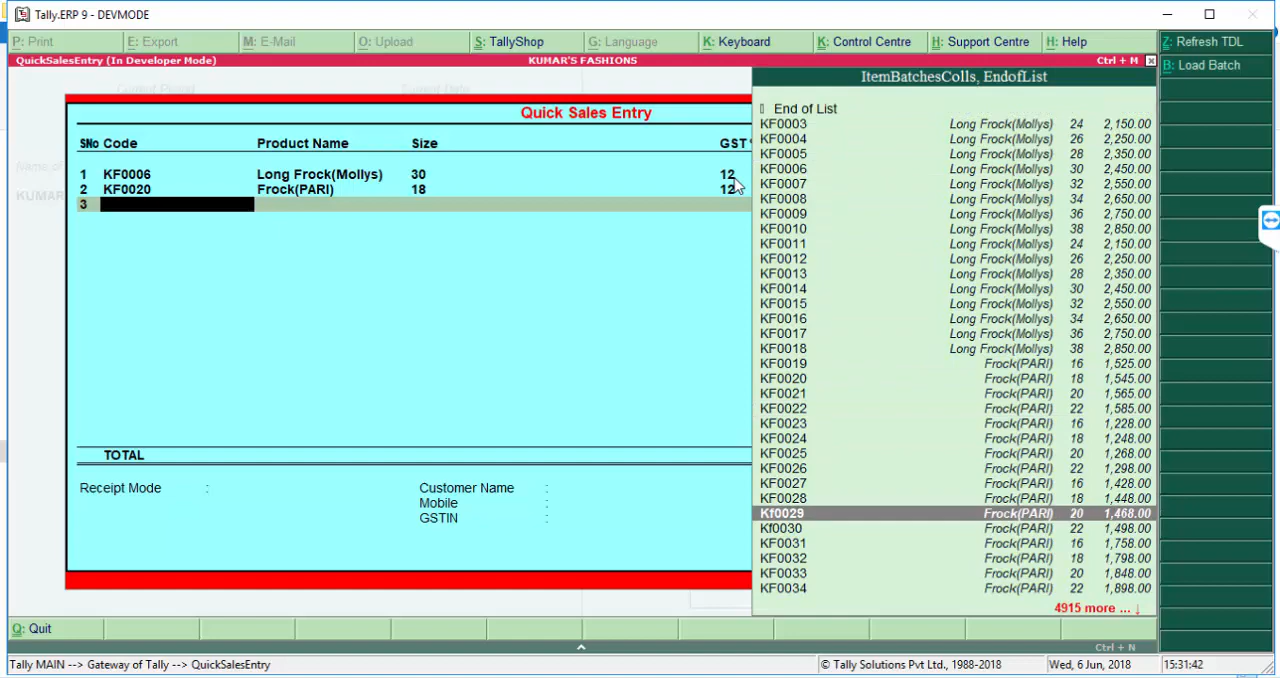 Tally.ERP 9 - DEVMODE
P: Print E: Export M: E-Mail O: Upload S: TallyShop G: Language K: Keyboard K: Control Centre H: Support Centre H: Help Z: Refresh TDL
QuickSalesEntry (In Developer Mode) KUMAR'S FASHIONS Ctrl + M
B: Load Batch
ItemBatchesColls, EndofList
Current Period Current Date
Quick Sales Entry
SNo Code Product Name Size GST
1 KF0006 Long Frock(Mollys) 30 12
2 KF0020 Frock(PARI) 18 12
3
Name of
KUMAR
TOTAL
Receipt Mode : Customer Name :
Mobile :
GSTIN :
End of List
KF0003 Long Frock(Mollys) 24 2,150.00
KF0004 Long Frock(Mollys) 26 2,250.00
KF0005 Long Frock(Mollys) 28 2,350.00
KF0006 Long Frock(Mollys) 30 2,450.00
KF0007 Long Frock(Mollys) 32 2,550.00
KF0008 Long Frock(Mollys) 34 2,650.00
KF0009 Long Frock(Mollys) 36 2,750.00
KF0010 Long Frock(Mollys) 38 2,850.00
KF0011 Long Frock(Mollys) 24 2,150.00
KF0012 Long Frock(Mollys) 26 2,250.00
KF0013 Long Frock(Mollys) 28 2,350.00
KF0014 Long Frock(Mollys) 30 2,450.00
KF0015 Long Frock(Mollys) 32 2,550.00
KF0016 Long Frock(Mollys) 34 2,650.00
KF0017 Long Frock(Mollys) 36 2,750.00
KF0018 Long Frock(Mollys) 38 2,850.00
KF0019 Frock(PARI) 16 1,525.00
KF0020 Frock(PARI) 18 1,545.00
KF0021 Frock(PARI) 20 1,565.00
KF0022 Frock(PARI) 22 1,585.00
KF0023 Frock(PARI) 16 1,228.00
KF0024 Frock(PARI) 18 1,248.00
KF0025 Frock(PARI) 20 1,268.00
KF0026 Frock(PARI) 22 1,298.00
KF0027 Frock(PARI) 16 1,428.00
KF0028 Frock(PARI) 18 1,448.00
Kf0029 Frock(PARI) 20 1,468.00
Kf0030 Frock(PARI) 22 1,498.00
KF0031 Frock(PARI) 16 1,758.00
KF0032 Frock(PARI) 18 1,798.00
KF0033 Frock(PARI) 20 1,848.00
KF0034 Frock(PARI) 22 1,898.00
4915 more ... ↓
Q: Quit
Ctrl + N
Tally MAIN --> Gateway of Tally --> QuickSalesEntry © Tally Solutions Pvt Ltd., 1988-2018 Wed, 6 Jun, 2018 15:31:42